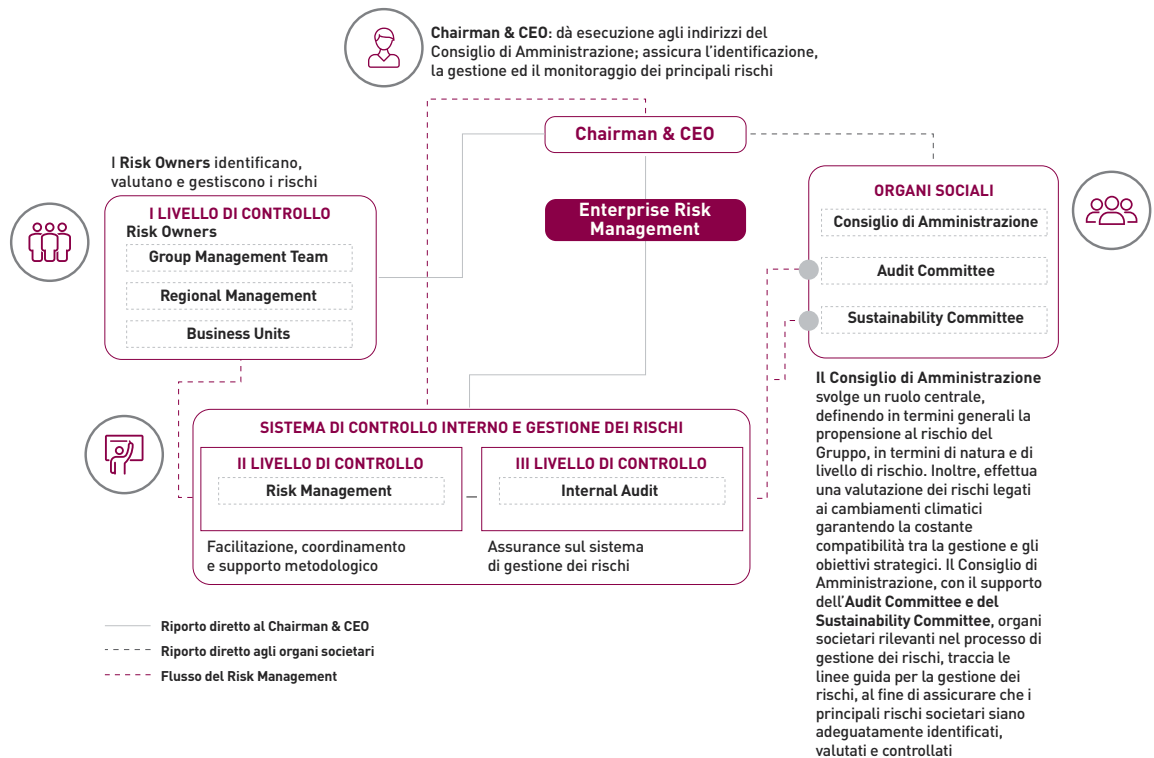 Chairman & CEO: dà esecuzione agli indirizzi del
Consiglio di Amministrazione; assicura l'identificazione,
la gestione ed il monitoraggio dei principali rischi
Chairman & CEO
I Risk Owners identificano,
valutano e gestiscono i rischi
I LIVELLO DI CONTROLLO
Risk Owners
Group Management Team
Regional Management
Business Units
Enterprise Risk
Management
ORGANI SOCIALI
Consiglio di Amministrazione
Audit Committee
Sustainability Committee
Il Consiglio di Amministrazione
svolge un ruolo centrale,
definendo in termini generali la
propensione al rischio del
Gruppo, in termini di natura e di
livello di rischio. Inoltre, effettua
una valutazione dei rischi legati
ai cambiamenti climatici
garantendo la costante
compatibilità tra la gestione e gli
obiettivi strategici. Il Consiglio di
Amministrazione, con il supporto
dell'Audit Committee e del
Sustainability Committee, organi
societari rilevanti nel processo di
gestione dei rischi, traccia le
linee guida per la gestione dei
rischi, al fine di assicurare che i
principali rischi societari siano
adeguatamente identificati,
valutati e controllati
SISTEMA DI CONTROLLO INTERNO E GESTIONE DEI RISCHI
II LIVELLO DI CONTROLLO
Risk Management
Facilitazione, coordinamento
e supporto metodologico
III LIVELLO DI CONTROLLO
Internal Audit
Assurance sul sistema
di gestione dei rischi
Riporto diretto al Chairman & CEO
Riporto diretto agli organi societari
Flusso del Risk Management